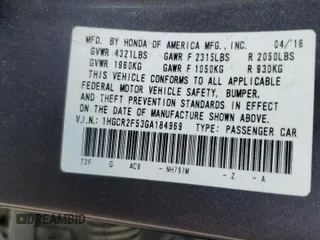 MFD. BY HONDA OF AMERICA MFG., INC. 04/16
GVWR 4321LBS GAWR F 2315LBS R 2050LBS
GVWR 1960KG GAWR F 1050KG R 930KG
THIS VEHICLE CONFORMS TO ALL APPLICABLE
FEDERAL MOTOR VEHICLE SAFETY, BUMPER,
AND THEFT PREVENTION STANDARDS IN EFFECT
ON THE DATE OF MANUFACTURE SHOWN ABOVE.
V.I.N.: 1HGCR2F53GA184969 TYPE: PASSENGER CAR
T2F G AC8 - NH797M - Z - A
AUTOBIDMASTER